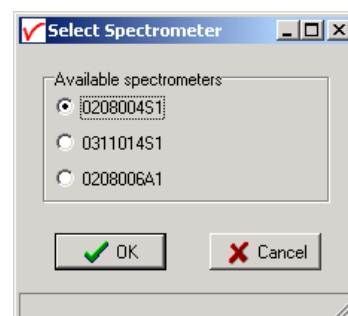 Select Spectrometer
Available spectrometers
0208004S1
0311014S1
0208006A1
OK Cancel